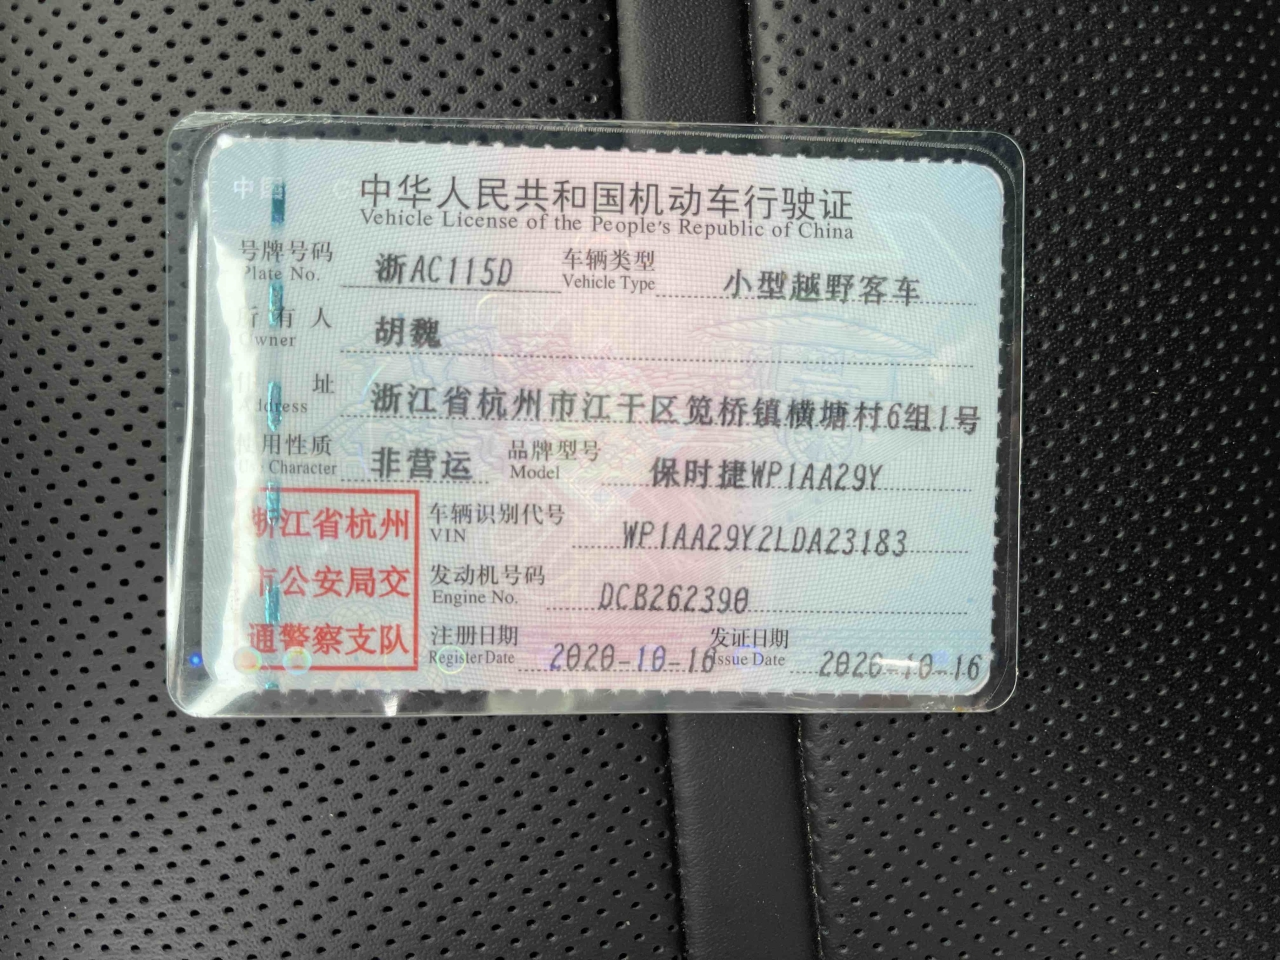 中华人民共和国机动车行驶证
Vehicle License of the People's Republic of China
号牌号码 浙AC115D 车辆类型 小型越野客车
Plate No. Vehicle Type
所有人 胡魏
Owner
住址 浙江省杭州市江干区笕桥镇横塘村6组1号
Address
使用性质 非营运 品牌型号 保时捷WP1AA29Y
Use Character Model
浙江省杭州
市公安局交
通警察支队
车辆识别代号 WP1AA29Y2LDA23183
VIN
发动机号码 DCB262390
Engine No.
注册日期 2020-10-16 发证日期 2020-10-16
Register Date Issue Date